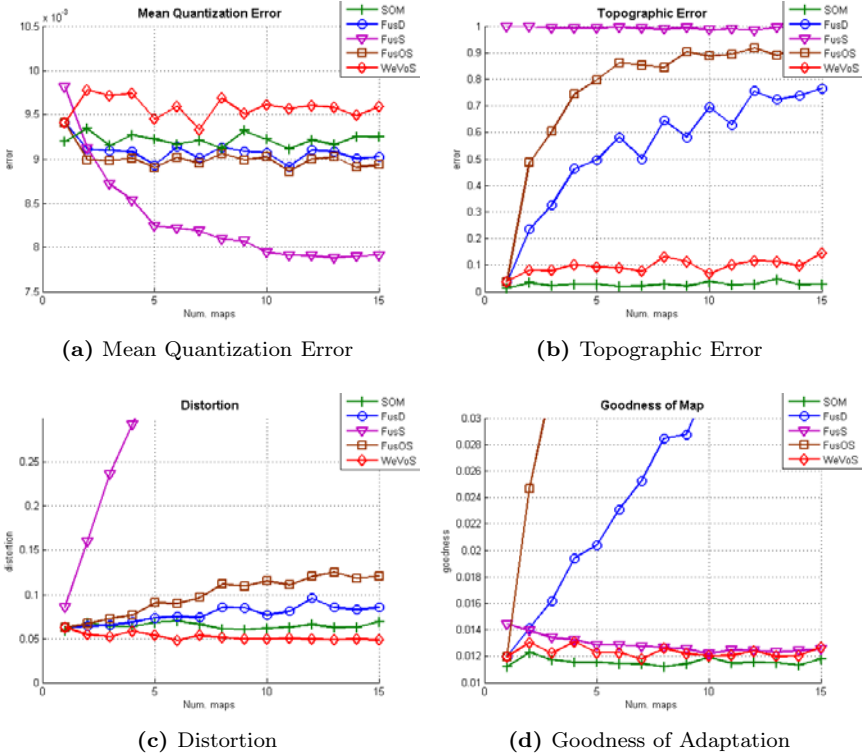 Mean Quantization Error
x 10⁻³
10.5
10
9.5
9
8.5
8
7.5
error
0
5
10
15
Num. maps
SOM
FusD
FusS
FusOS
WeVoS
(a) Mean Quantization Error
Topographic Error
1
0.9
0.8
0.7
0.6
0.5
0.4
0.3
0.2
0.1
0
error
0
5
10
15
Num. maps
SOM
FusD
FusS
FusOS
WeVoS
(b) Topographic Error
Distortion
0.25
0.2
0.15
0.1
0.05
0
distortion
0
5
10
15
Num. maps
SOM
FusD
FusS
FusOS
WeVoS
(c) Distortion
Goodness of Map
0.03
0.028
0.026
0.024
0.022
0.02
0.018
0.016
0.014
0.012
0.01
goodness
0
5
10
15
Num. maps
SOM
FusD
FusS
FusOS
WeVoS
(d) Goodness of Adaptation